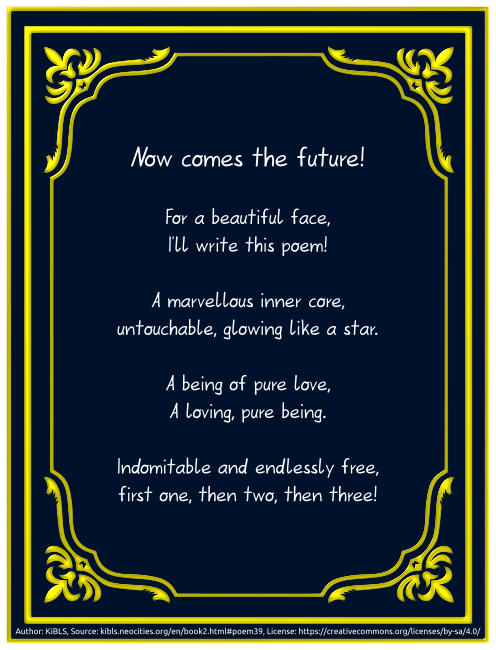 Now comes the future!
For a beautiful face,
I'll write this poem!
A marvellous inner core,
untouchable, glowing like a star.
A being of pure love,
A loving, pure being.
Indomitable and endlessly free,
first one, then two, then three!
Author: KiBLS, Source: kibls.neocities.org/en/book2.html#poem39, License: https://creativecommons.org/licenses/by-sa/4.0/